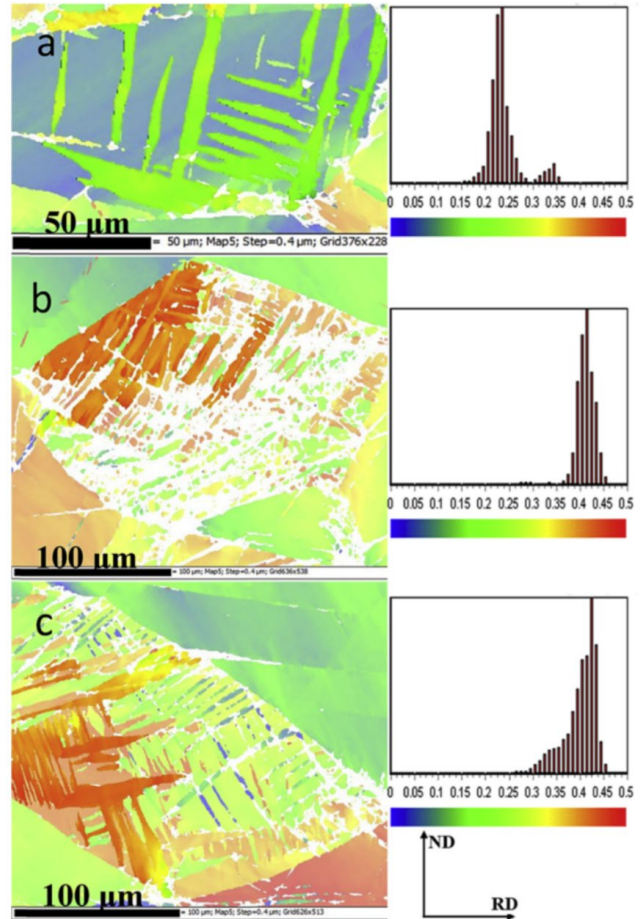 a
50 µm
= 50 µm; Map5; Step=0.4 µm; Grid376x228
0 0.05 0.1 0.15 0.2 0.25 0.3 0.35 0.4 0.45 0.5
b
100 µm
= 100 µm; Map5; Step=0.4 µm; Grid636x538
0 0.05 0.1 0.15 0.2 0.25 0.3 0.35 0.4 0.45 0.5
c
100 µm
= 100 µm; Map5; Step=0.4 µm; Grid626x513
0 0.05 0.1 0.15 0.2 0.25 0.3 0.35 0.4 0.45 0.5
ND
RD